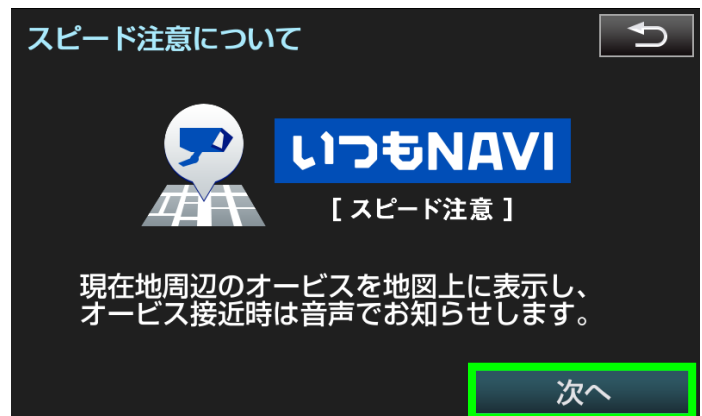 スピード注意について
いつもNAVI
[ スピード注意 ]
現在地周辺のオービスを地図上に表示し、
オービス接近時は音声でお知らせします。
次へ